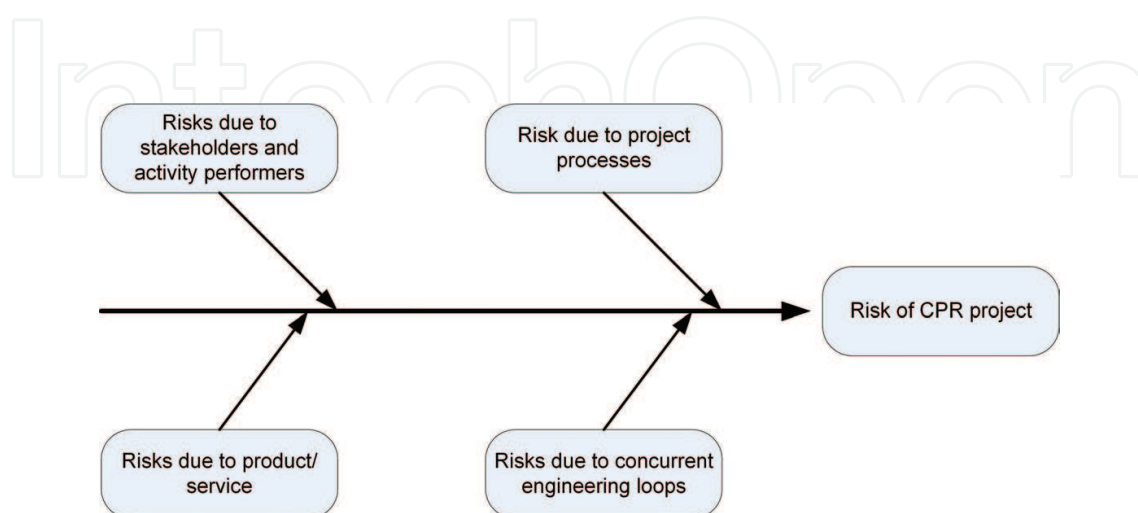 IntechOpen
Risks due to
stakeholders and
activity performers
Risk due to project
processes
Risk of CPR project
Risks due to product/
service
Risks due to concurrent
engineering loops